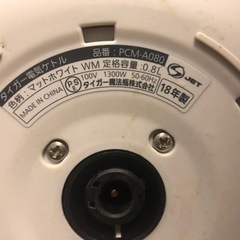 タイガー電気ケトル 品番：PCM-A080
色柄：マットホワイト WM 定格容量：0.8L
100V 1300W 50-60Hz
MADE IN CHINA タイガー魔法瓶株式会社
18年製
PSE
JET